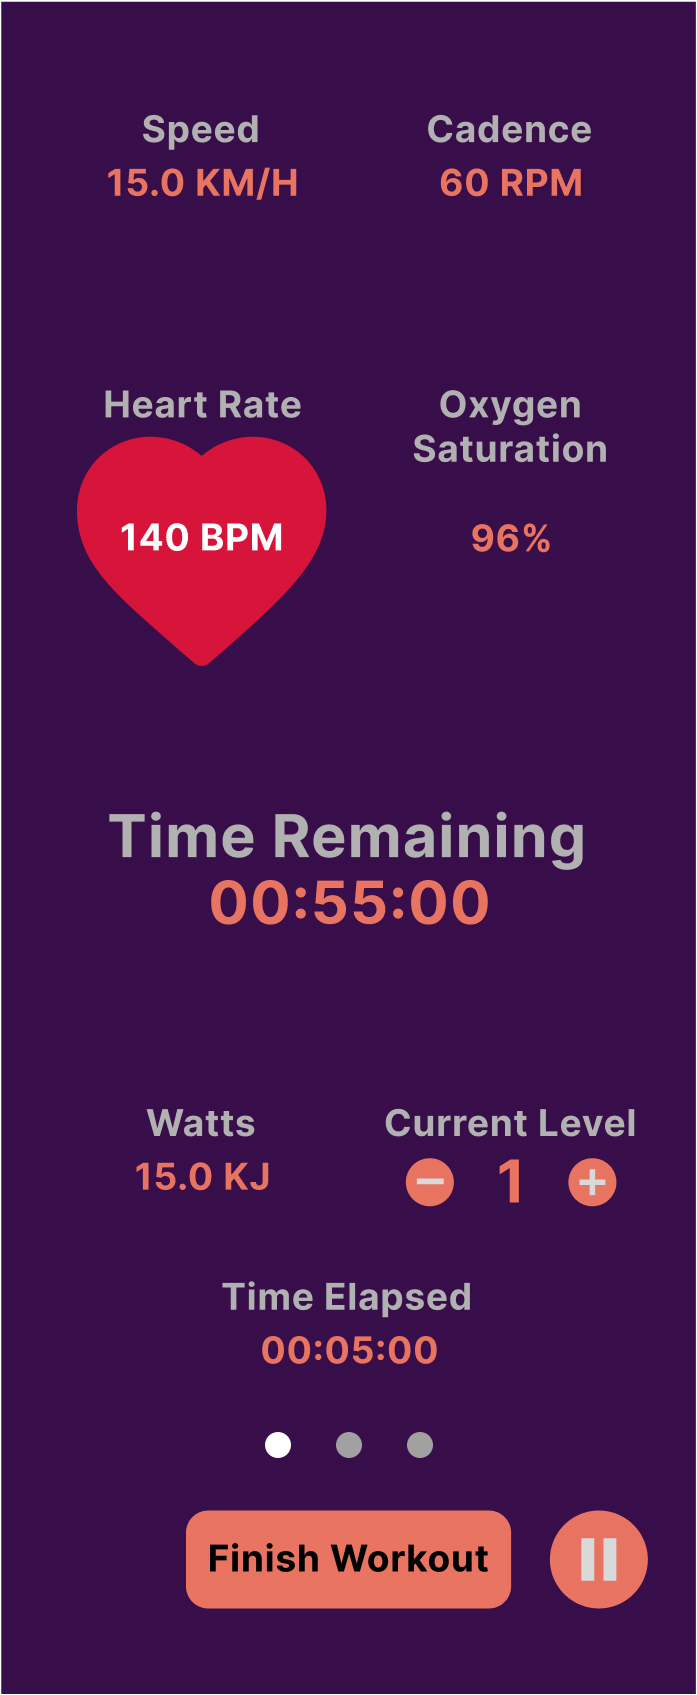 Speed
15.0 KM/H
Cadence
60 RPM
Heart Rate
140 BPM
Oxygen
Saturation
96%
Time Remaining
00:55:00
Watts
15.0 KJ
Current Level
1
Time Elapsed
00:05:00
Finish Workout